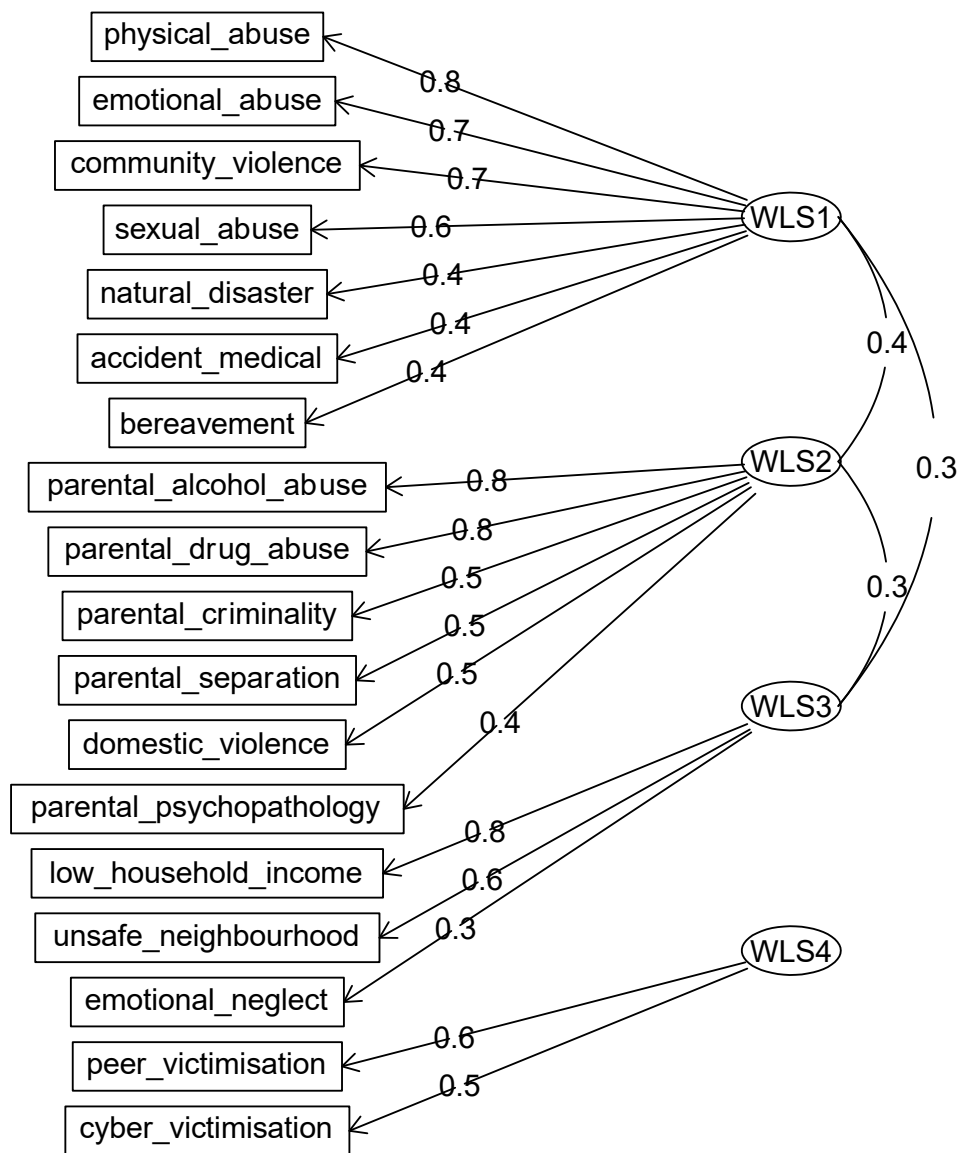 physical_abuse
0.8
emotional_abuse
0.7
community_violence
0.7
WLS1
sexual_abuse
0.6
natural_disaster
0.4
accident_medical
0.4
0.4
bereavement
0.4
WLS2
0.3
parental_alcohol_abuse
0.8
parental_drug_abuse
0.8
parental_criminality
0.5
0.3
parental_separation
0.5
domestic_violence
0.5
WLS3
parental_psychopathology
0.4
low_household_income
0.8
unsafe_neighbourhood
0.6
emotional_neglect
0.3
WLS4
peer_victimisation
0.6
cyber_victimisation
0.5